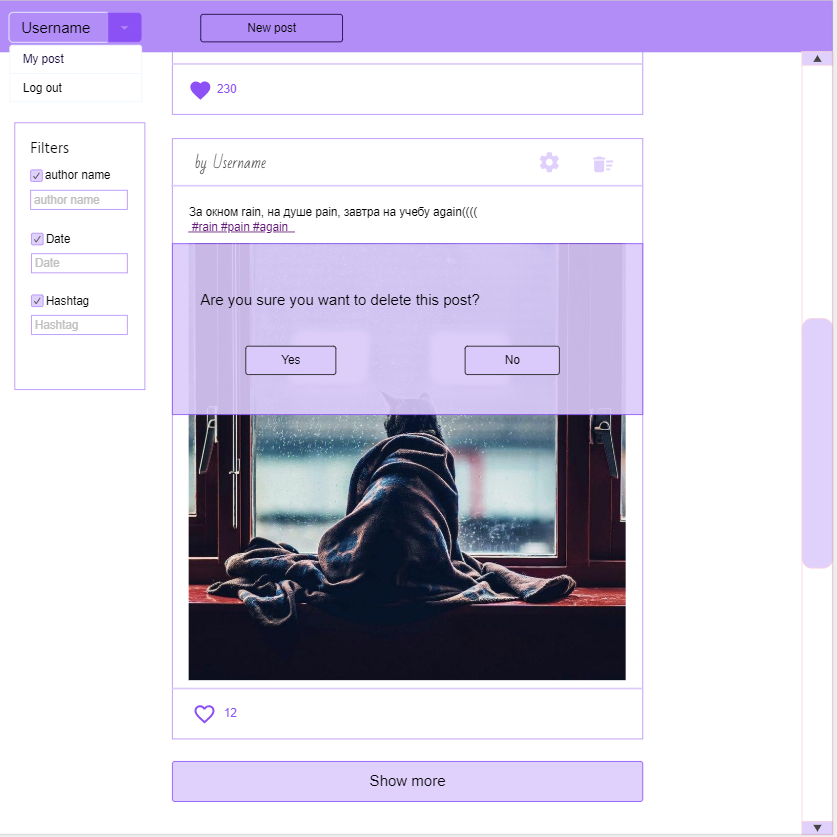 Username
New post
My post
Log out
230
Filters
author name
author name
Date
Date
Hashtag
Hashtag
by Username
За окном rain, на душе pain, завтра на учебу again((((
#rain #pain #again
Are you sure you want to delete this post?
Yes
No
12
Show more